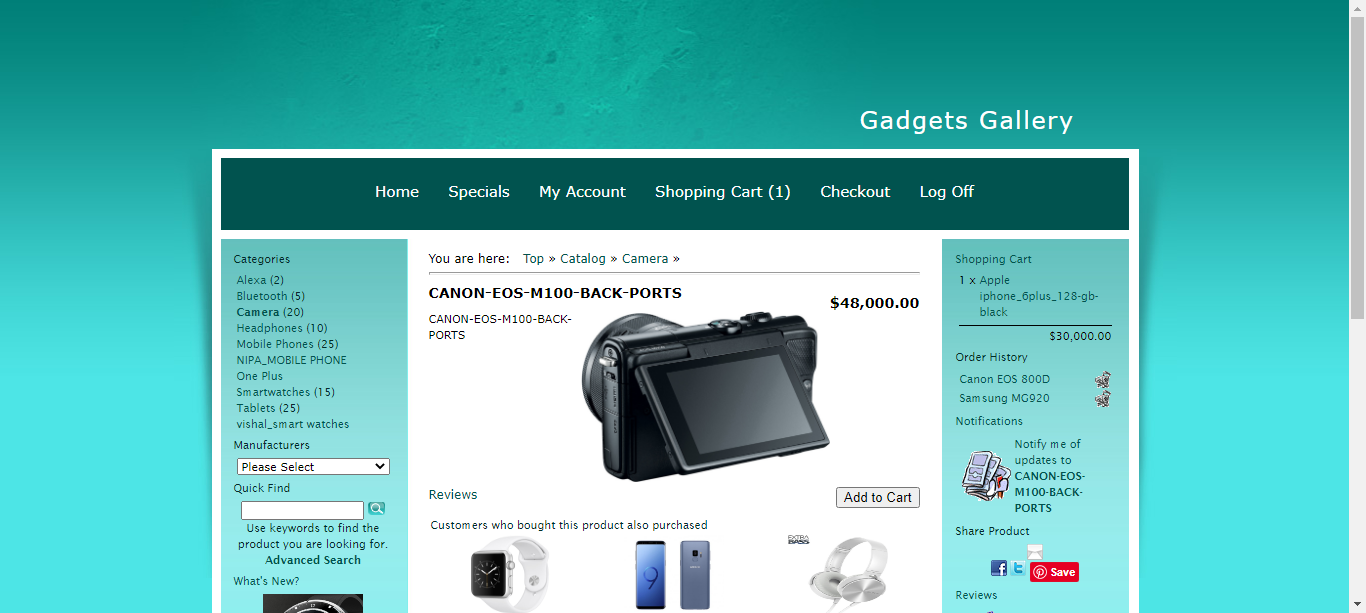 Gadgets Gallery
Home Specials My Account Shopping Cart (1) Checkout Log Off
Categories
Alexa (2)
Bluetooth (5)
Camera (20)
Headphones (10)
Mobile Phones (25)
NIPA_MOBILE PHONE
One Plus
Smartwatches (15)
Tablets (25)
vishal_smart watches
Manufacturers
Please Select
Quick Find
Use keywords to find the
product you are looking for.
Advanced Search
What's New?
You are here: Top » Catalog » Camera »
CANON-EOS-M100-BACK-PORTS
$48,000.00
CANON-EOS-M100-BACK-
PORTS
Reviews
Add to Cart
Customers who bought this product also purchased
EXTRA
BASS
Shopping Cart
1 x Apple
iphone_6plus_128-gb-
black
$30,000.00
Order History
Canon EOS 800D
Samsung MG920
Notifications
Notify me of
updates to
CANON-EOS-
M100-BACK-
PORTS
Share Product
Save
Reviews